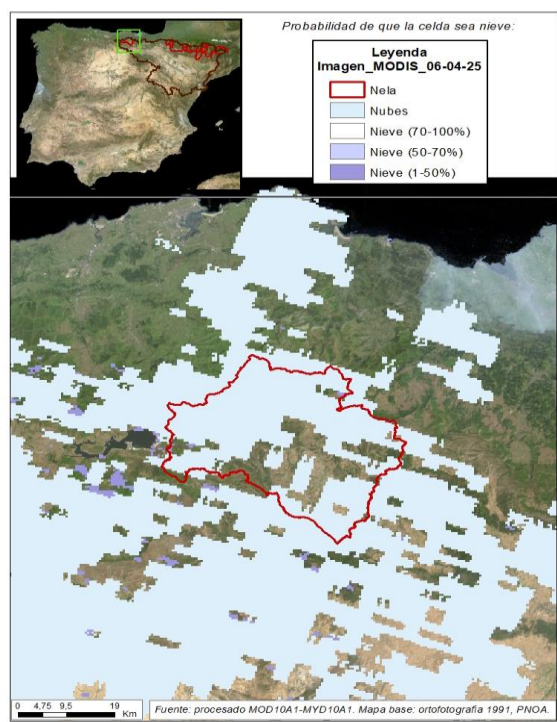 Probabilidad de que la celda sea nieve:
Leyenda
Imagen_MODIS_06-04-25
Nela
Nubes
Nieve (70-100%)
Nieve (50-70%)
Nieve (1-50%)
0 4,75 9,5 19
Km
Fuente: procesado MOD10A1-MYD10A1. Mapa base: ortofotografía 1991, PNOA.